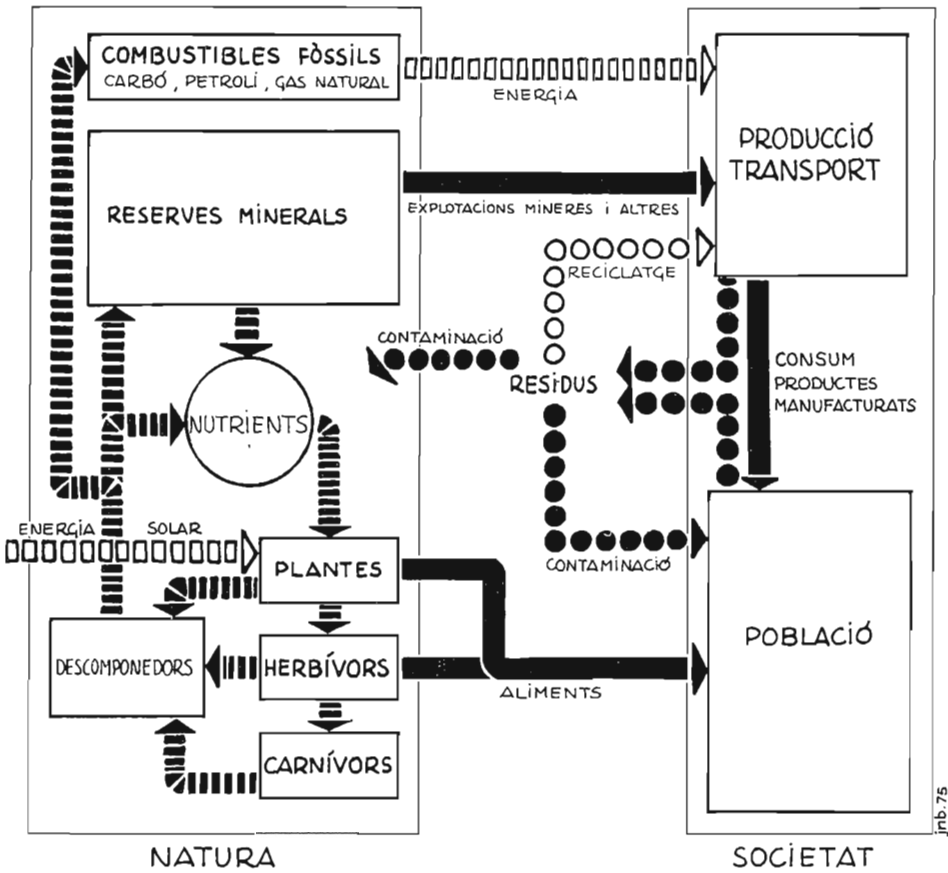 COMBUSTIBLES FÒSSILS
CARBÓ, PETROLI, GAS NATURAL
ENERGIA
PRODUCCIÓ
TRANSPORT
RESERVES MINERALS
EXPLOTACIONS MINERES I ALTRES
RECICLATGE
CONTAMINACIÓ
RESIDUS
CONSUM
PRODUCTES
MANUFACTURATS
NUTRIENTS
ENERGIA SOLAR
PLANTES
CONTAMINACIÓ
DESCOMPONEDORS
HERBÍVORS
ALIMENTS
POBLACIÓ
CARNÍVORS
jnb.75
NATURA
SOCIETAT